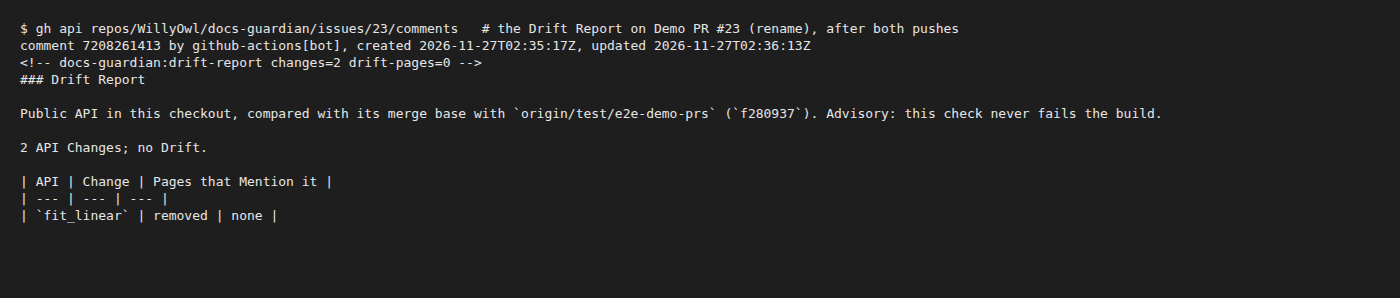 $ gh api repos/WillyOwl/docs-guardian/issues/23/comments   # the Drift Report on Demo PR #23 (rename), after both pushes
comment 7208261413 by github-actions[bot], created 2026-11-27T02:35:17Z, updated 2026-11-27T02:36:13Z
<!-- docs-guardian:drift-report changes=2 drift-pages=0 -->
### Drift Report
Public API in this checkout, compared with its merge base with `origin/test/e2e-demo-prs` (`f280937`). Advisory: this check never fails the build.
2 API Changes; no Drift.
| API | Change | Pages that Mention it |
| --- | --- | --- |
| `fit_linear` | removed | none |